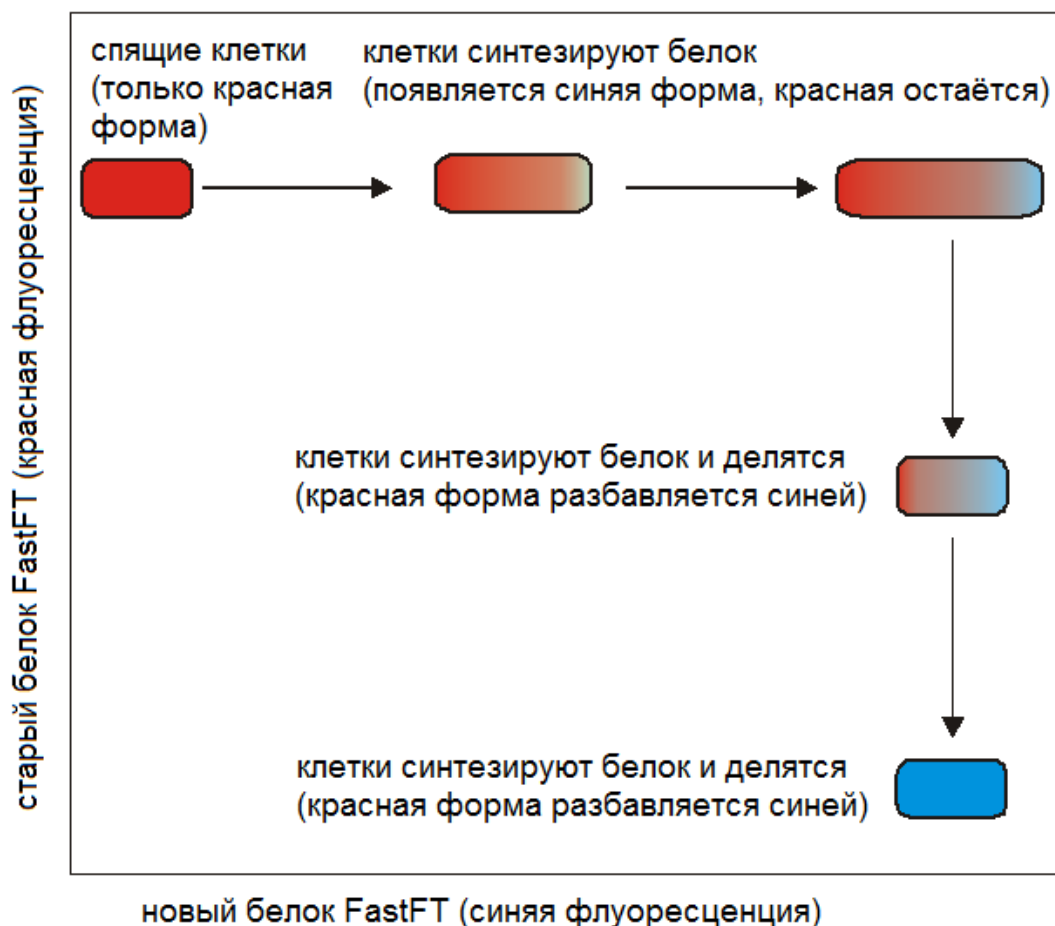 спящие клетки
(только красная
форма)
клетки синтезируют белок
(появляется синяя форма, красная остаётся)
клетки синтезируют белок и делятся
(красная форма разбавляется синей)
клетки синтезируют белок и делятся
(красная форма разбавляется синей)
старый белок FastFT (красная флуоресценция)
новый белок FastFT (синяя флуоресценция)